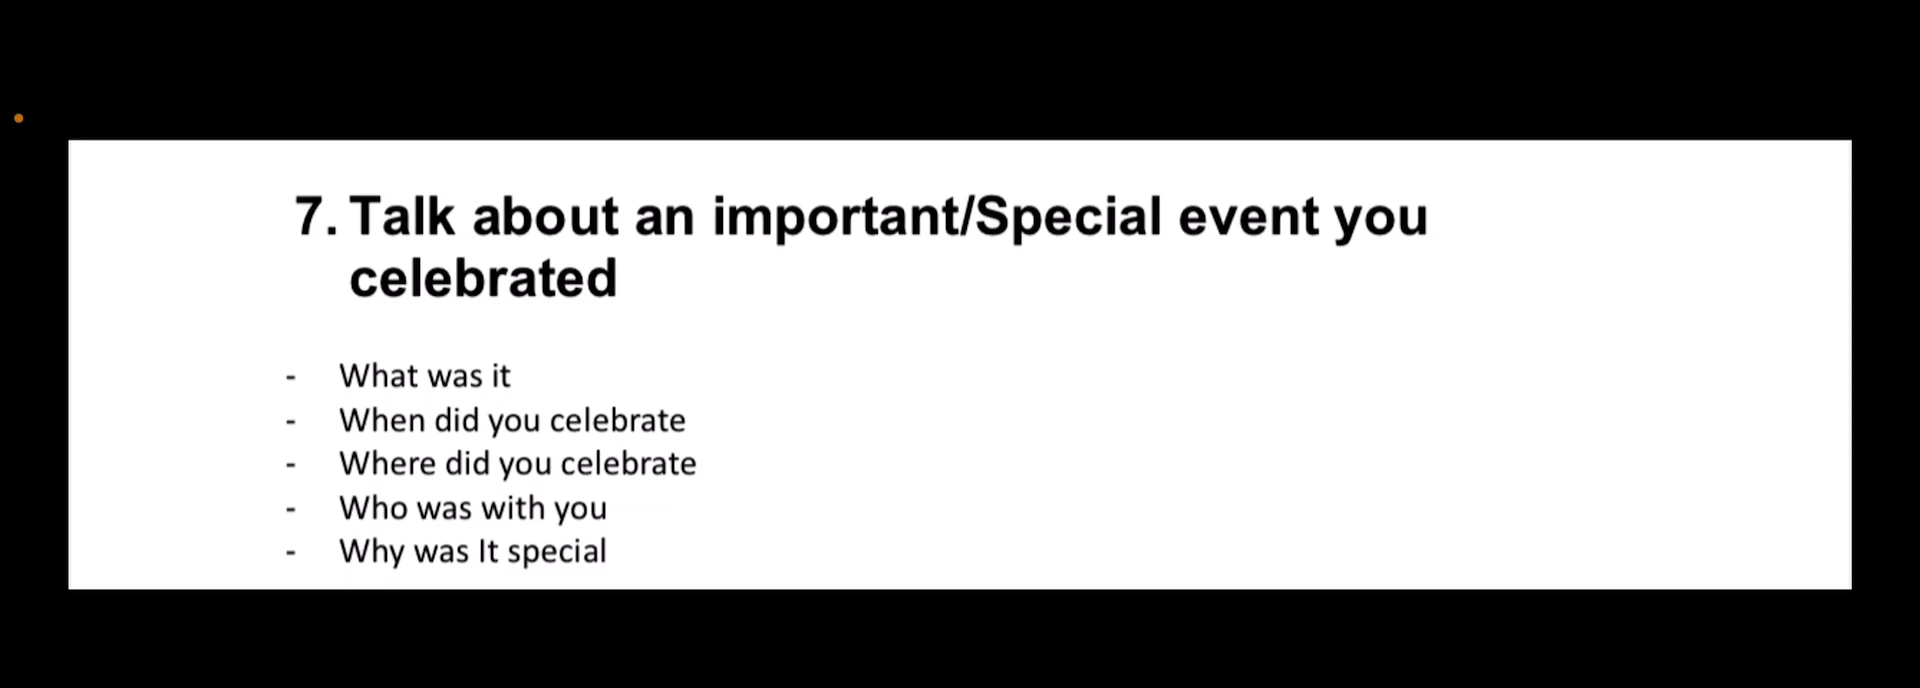 7. Talk about an important/Special event you
celebrated
- What was it
- When did you celebrate
- Where did you celebrate
- Who was with you
- Why was It special